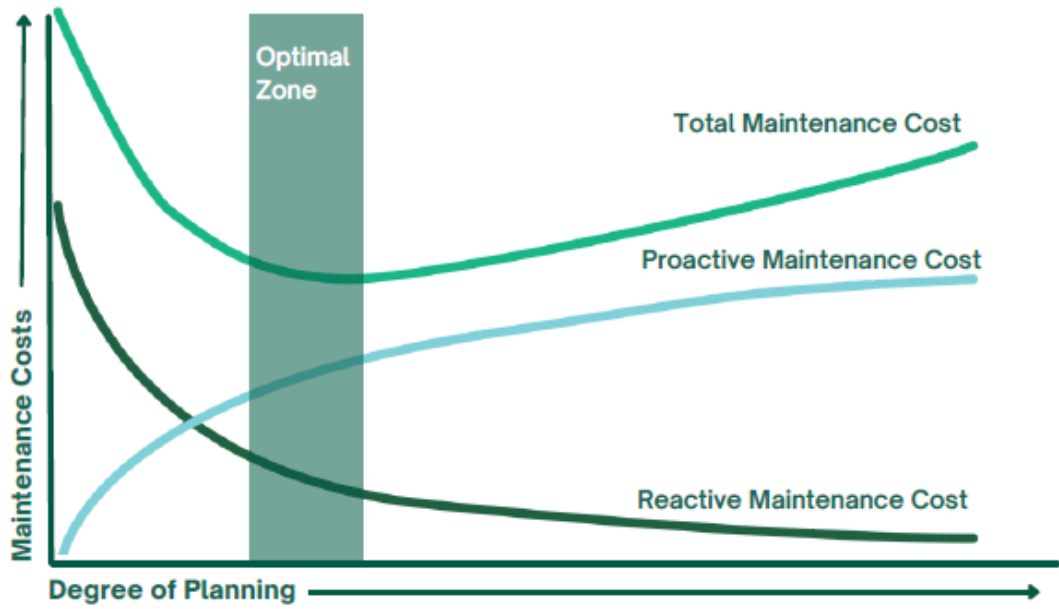 Optimal
Zone
Total Maintenance Cost
Proactive Maintenance Cost
Reactive Maintenance Cost
Maintenance Costs
Degree of Planning